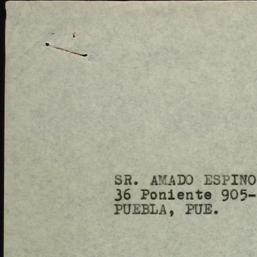 SR. AMADO ESPINO
36 Poniente 905-
PUEBLA, PUE.